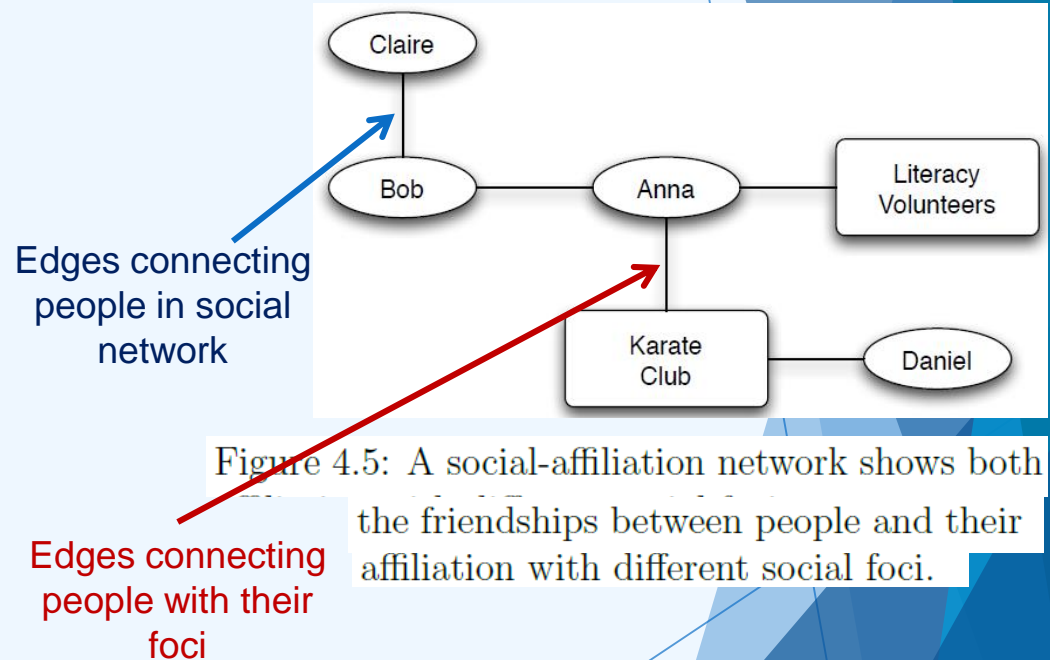 Claire
Bob
Anna
Literacy
Volunteers
Edges connecting
people in social
network
Karate
Club
Daniel
Figure 4.5: A social-affiliation network shows both
the friendships between people and their
affiliation with different social foci.
Edges connecting
people with their
foci